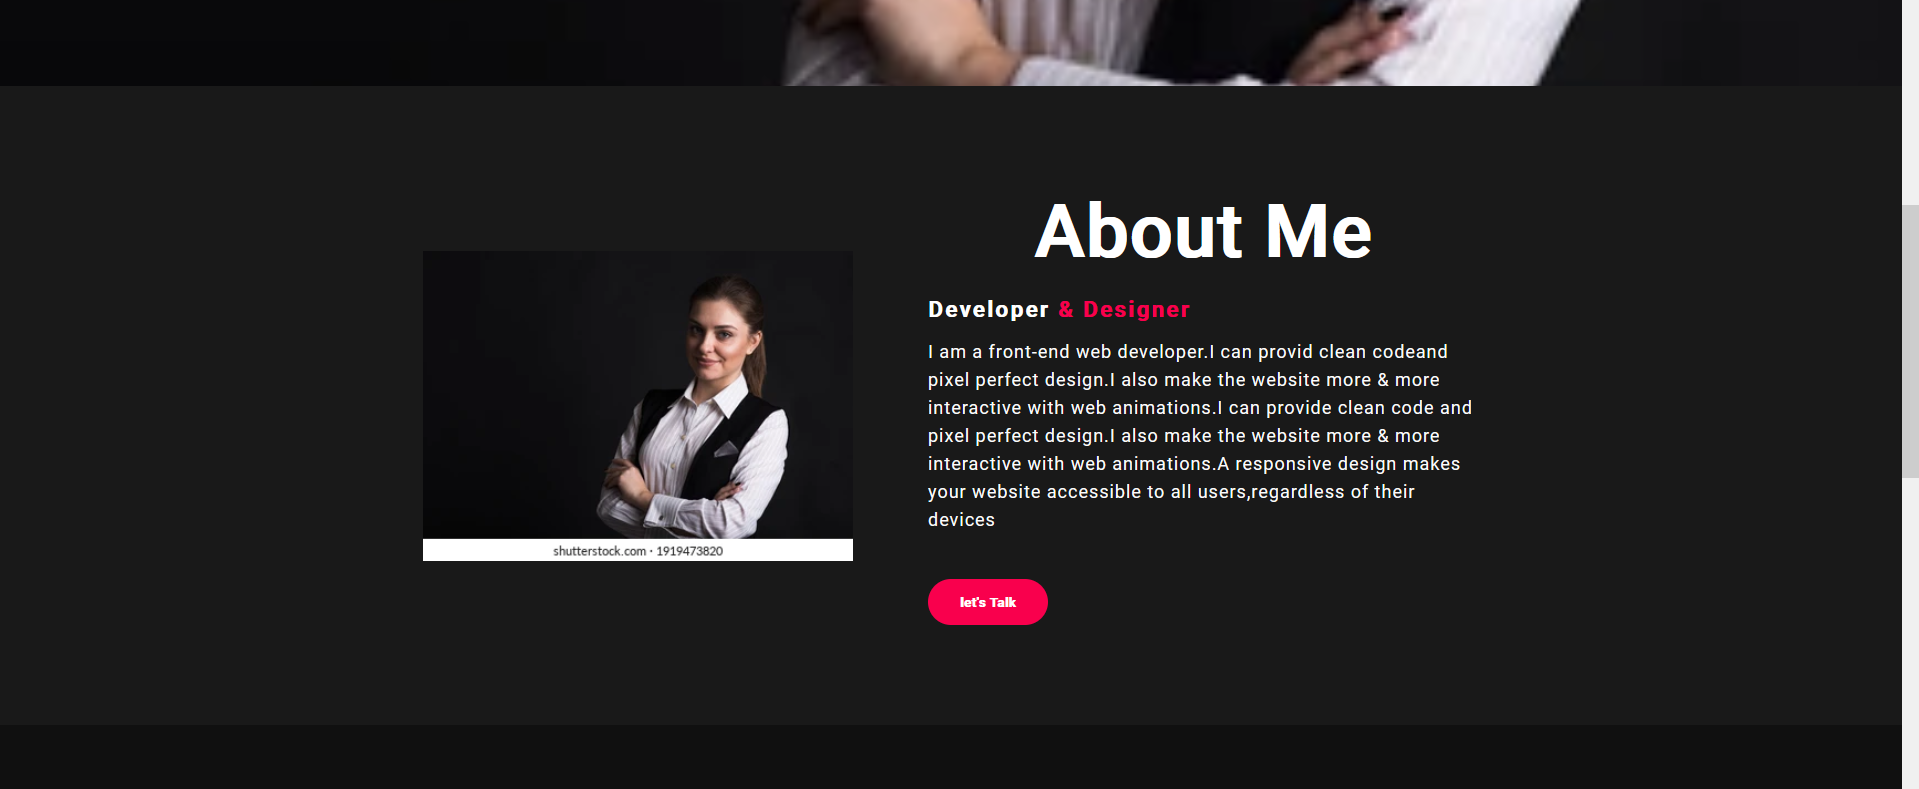 About Me
Developer & Designer
I am a front-end web developer.I can provid clean codeand
pixel perfect design.I also make the website more & more
interactive with web animations.I can provide clean code and
pixel perfect design.I also make the website more & more
interactive with web animations.A responsive design makes
your website accessible to all users,regardless of their
devices
let's Talk
shutterstock.com · 1919473820